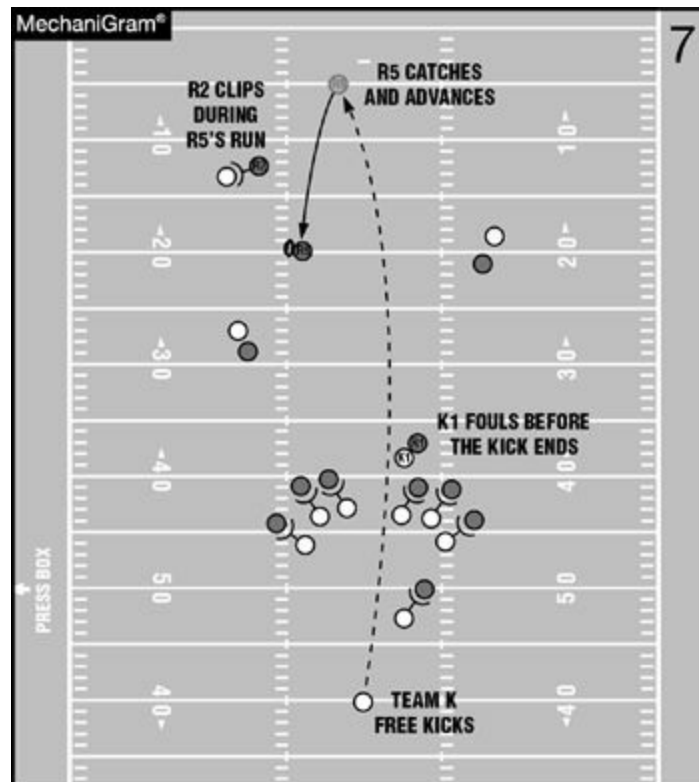 MechaniGram®
7
R5 CATCHES
AND ADVANCES
R2 CLIPS
DURING
R5'S RUN
10
10
R2
20
20
30
30
K1 FOULS BEFORE
THE KICK ENDS
K1
40
40
PRESS BOX
50
50
TEAM K
FREE KICKS
40
40